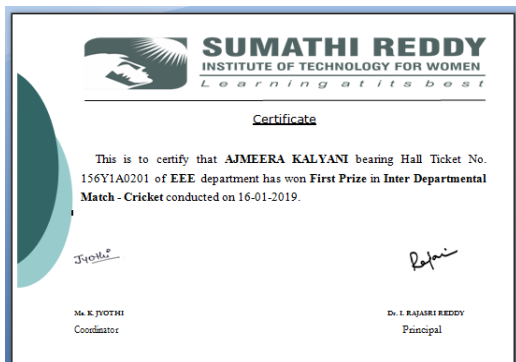 SUMATHI REDDY
INSTITUTE OF TECHNOLOGY FOR WOMEN
Learning at its best
Certificate
This is to certify that AJMEERA KALYANI bearing Hall Ticket No.
156Y1A0201 of EEE department has won First Prize in Inter Departmental
Match - Cricket conducted on 16-01-2019.
Jyothi Rajari
Ms. K. JYOTHI Dr. I. RAJASRI REDDY
Coordinator Principal